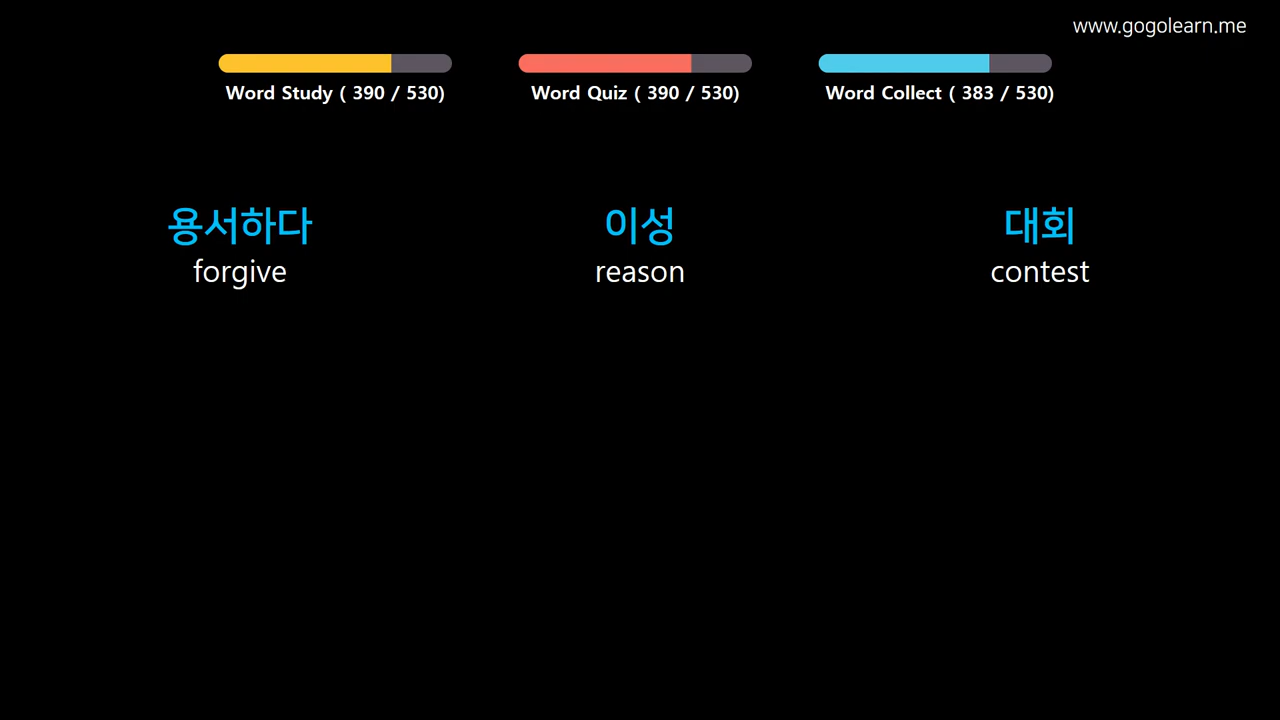 www.gogolearn.me
Word Study ( 390 / 530)
Word Quiz ( 390 / 530)
Word Collect ( 383 / 530)
용서하다
forgive
이성
reason
대회
contest